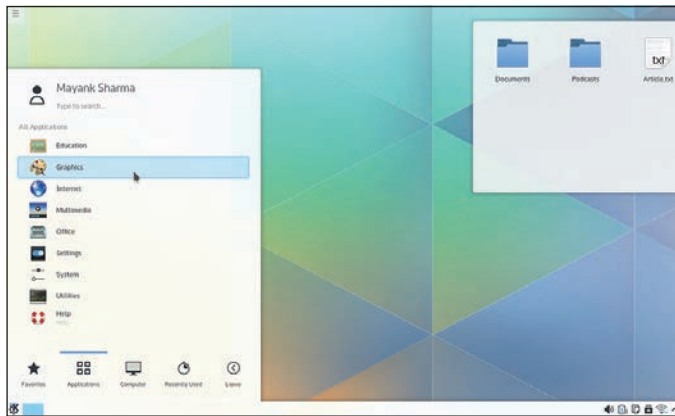 Mayank Sharma
Type to search...
All Applications
Education
Graphics
Internet
Multimedia
Office
Settings
System
Utilities
Help
Favorites
Applications
Computer
Recently Used
Leave
Documents
Podcasts
txt
Article.txt